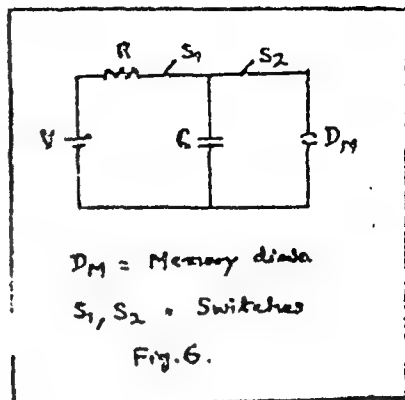 R S1 S2
V C DM
DM = Memory diode
S1, S2 = Switches
Fig. 6.